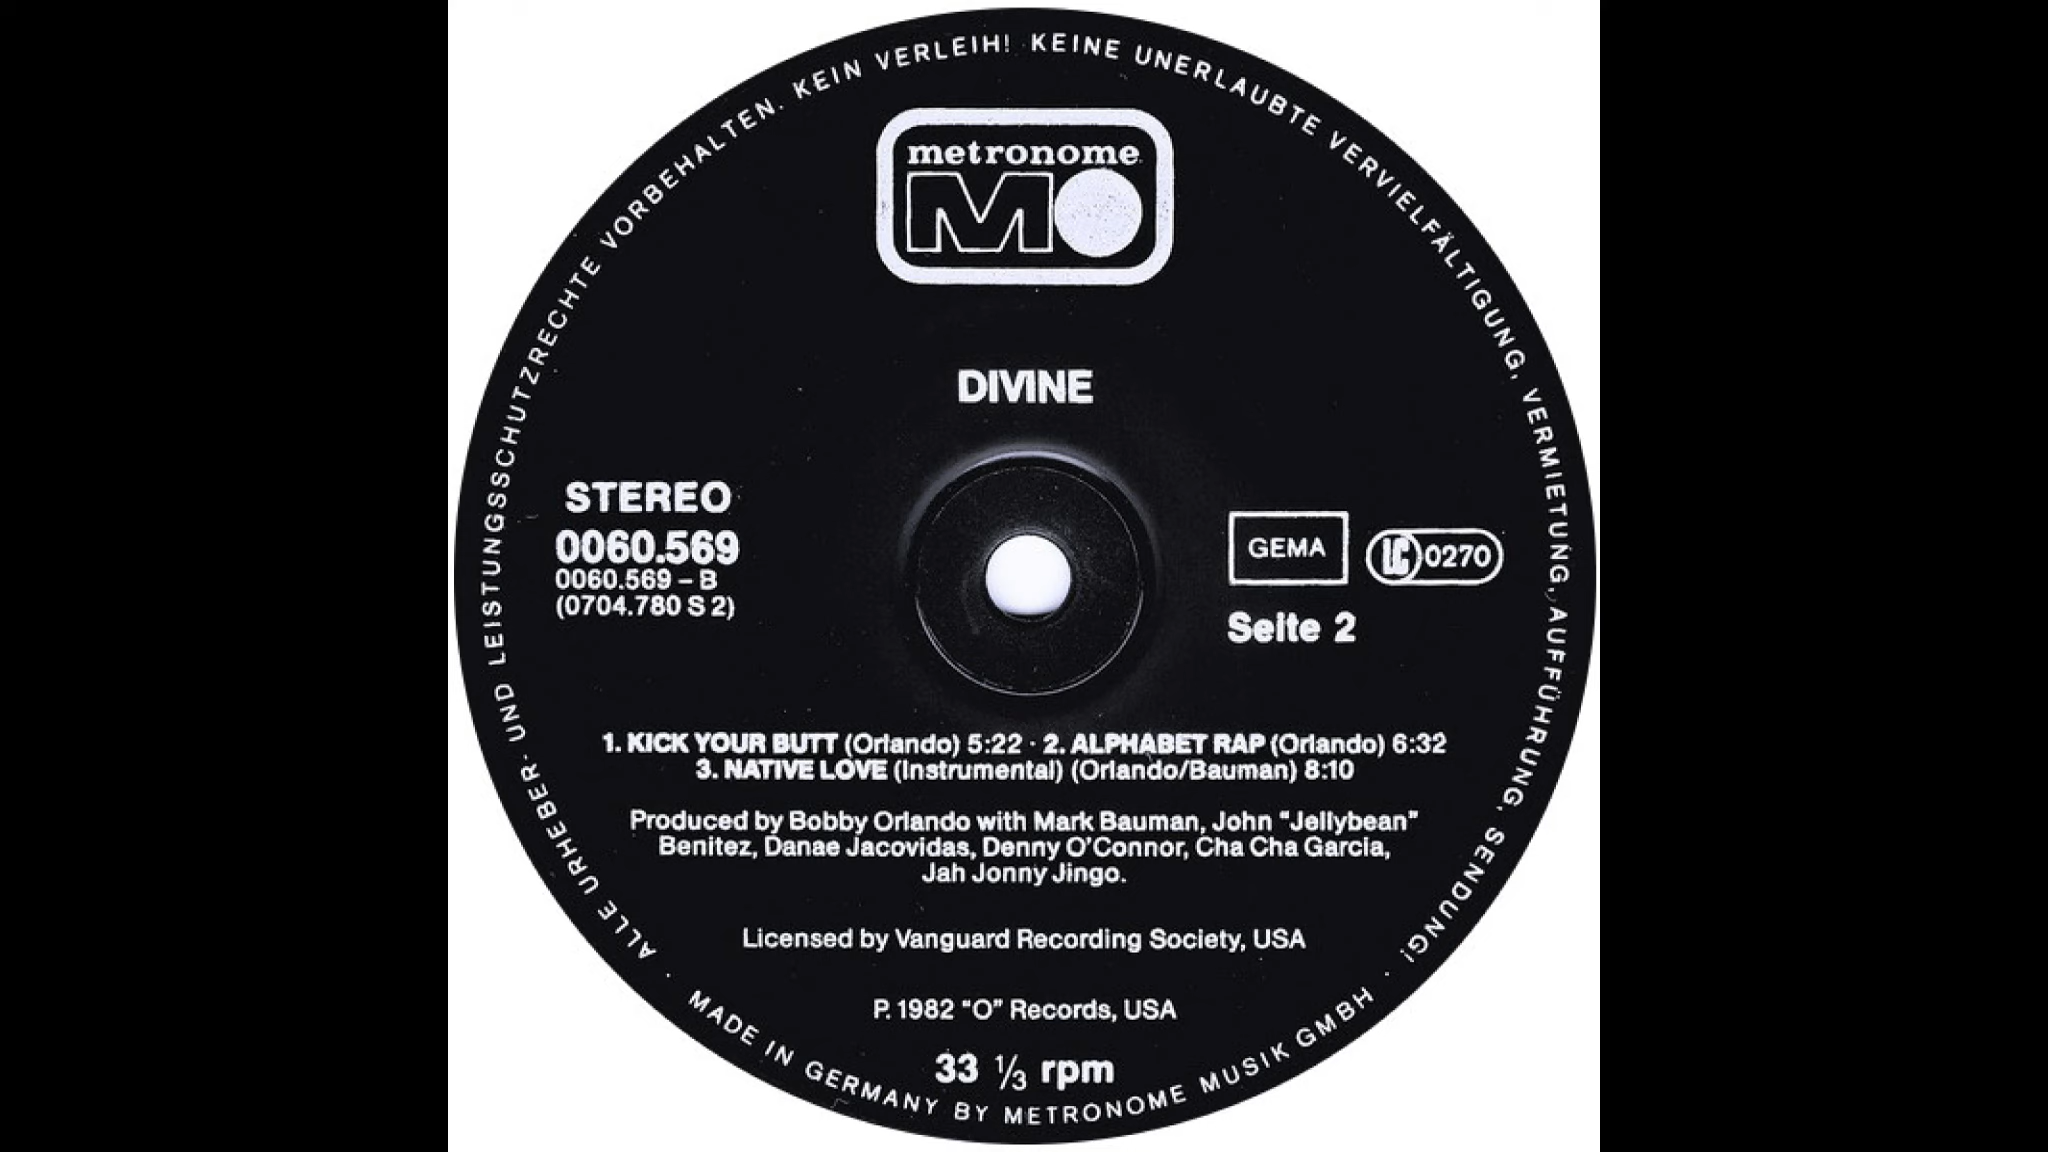 ALLE URHEBER- UND LEISTUNGSSCHUTZRECHTE VORBEHALTEN. KEIN VERLEIH! KEINE UNERLAUBTE VERVIELFÄLTIGUNG, VERMIETUNG, AUFFÜHRUNG, SENDUNG!
metronome
MO
DIVINE
STEREO
0060.569
0060.569 – B
(0704.780 S 2)
GEMA
LC 0270
Seite 2
1. KICK YOUR BUTT (Orlando) 5:22 · 2. ALPHABET RAP (Orlando) 6:32
3. NATIVE LOVE (Instrumental) (Orlando/Bauman) 8:10
Produced by Bobby Orlando with Mark Bauman, John "Jellybean"
Benitez, Danae Jacovidas, Denny O'Connor, Cha Cha Garcia,
Jah Jonny Jingo.
Licensed by Vanguard Recording Society, USA
P. 1982 "O" Records, USA
33 ⅓ rpm
· MADE IN GERMANY BY METRONOME MUSIK GMBH ·